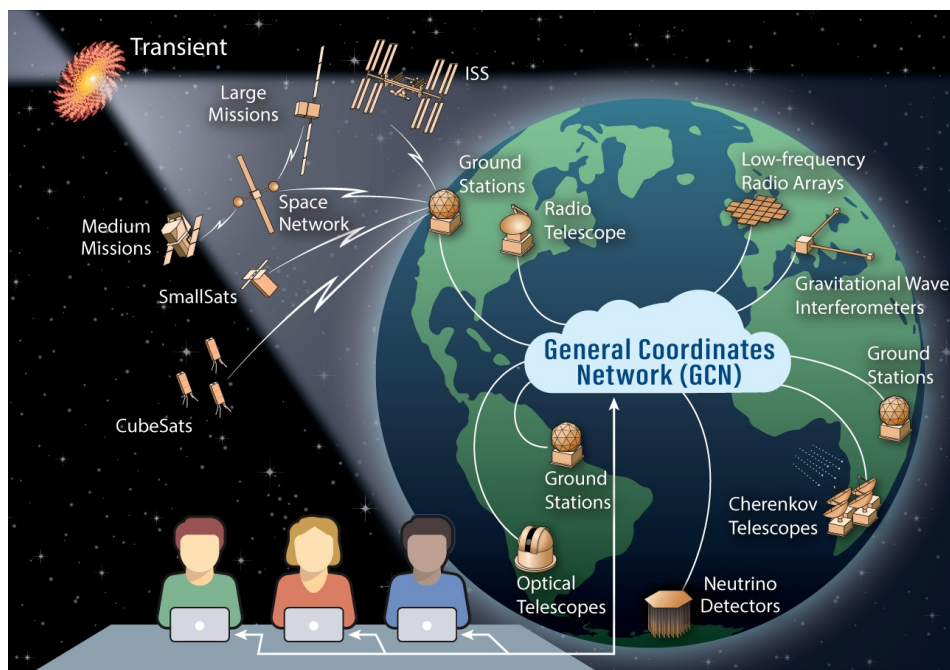 Transient
ISS
Large
Missions
Ground
Stations
Low-frequency
Radio Arrays
Radio
Telescope
Space
Network
Medium
Missions
SmallSats
Gravitational Wave
Interferometers
General Coordinates
Network (GCN)
Ground
Stations
CubeSats
Ground
Stations
Cherenkov
Telescopes
Optical
Telescopes
Neutrino
Detectors